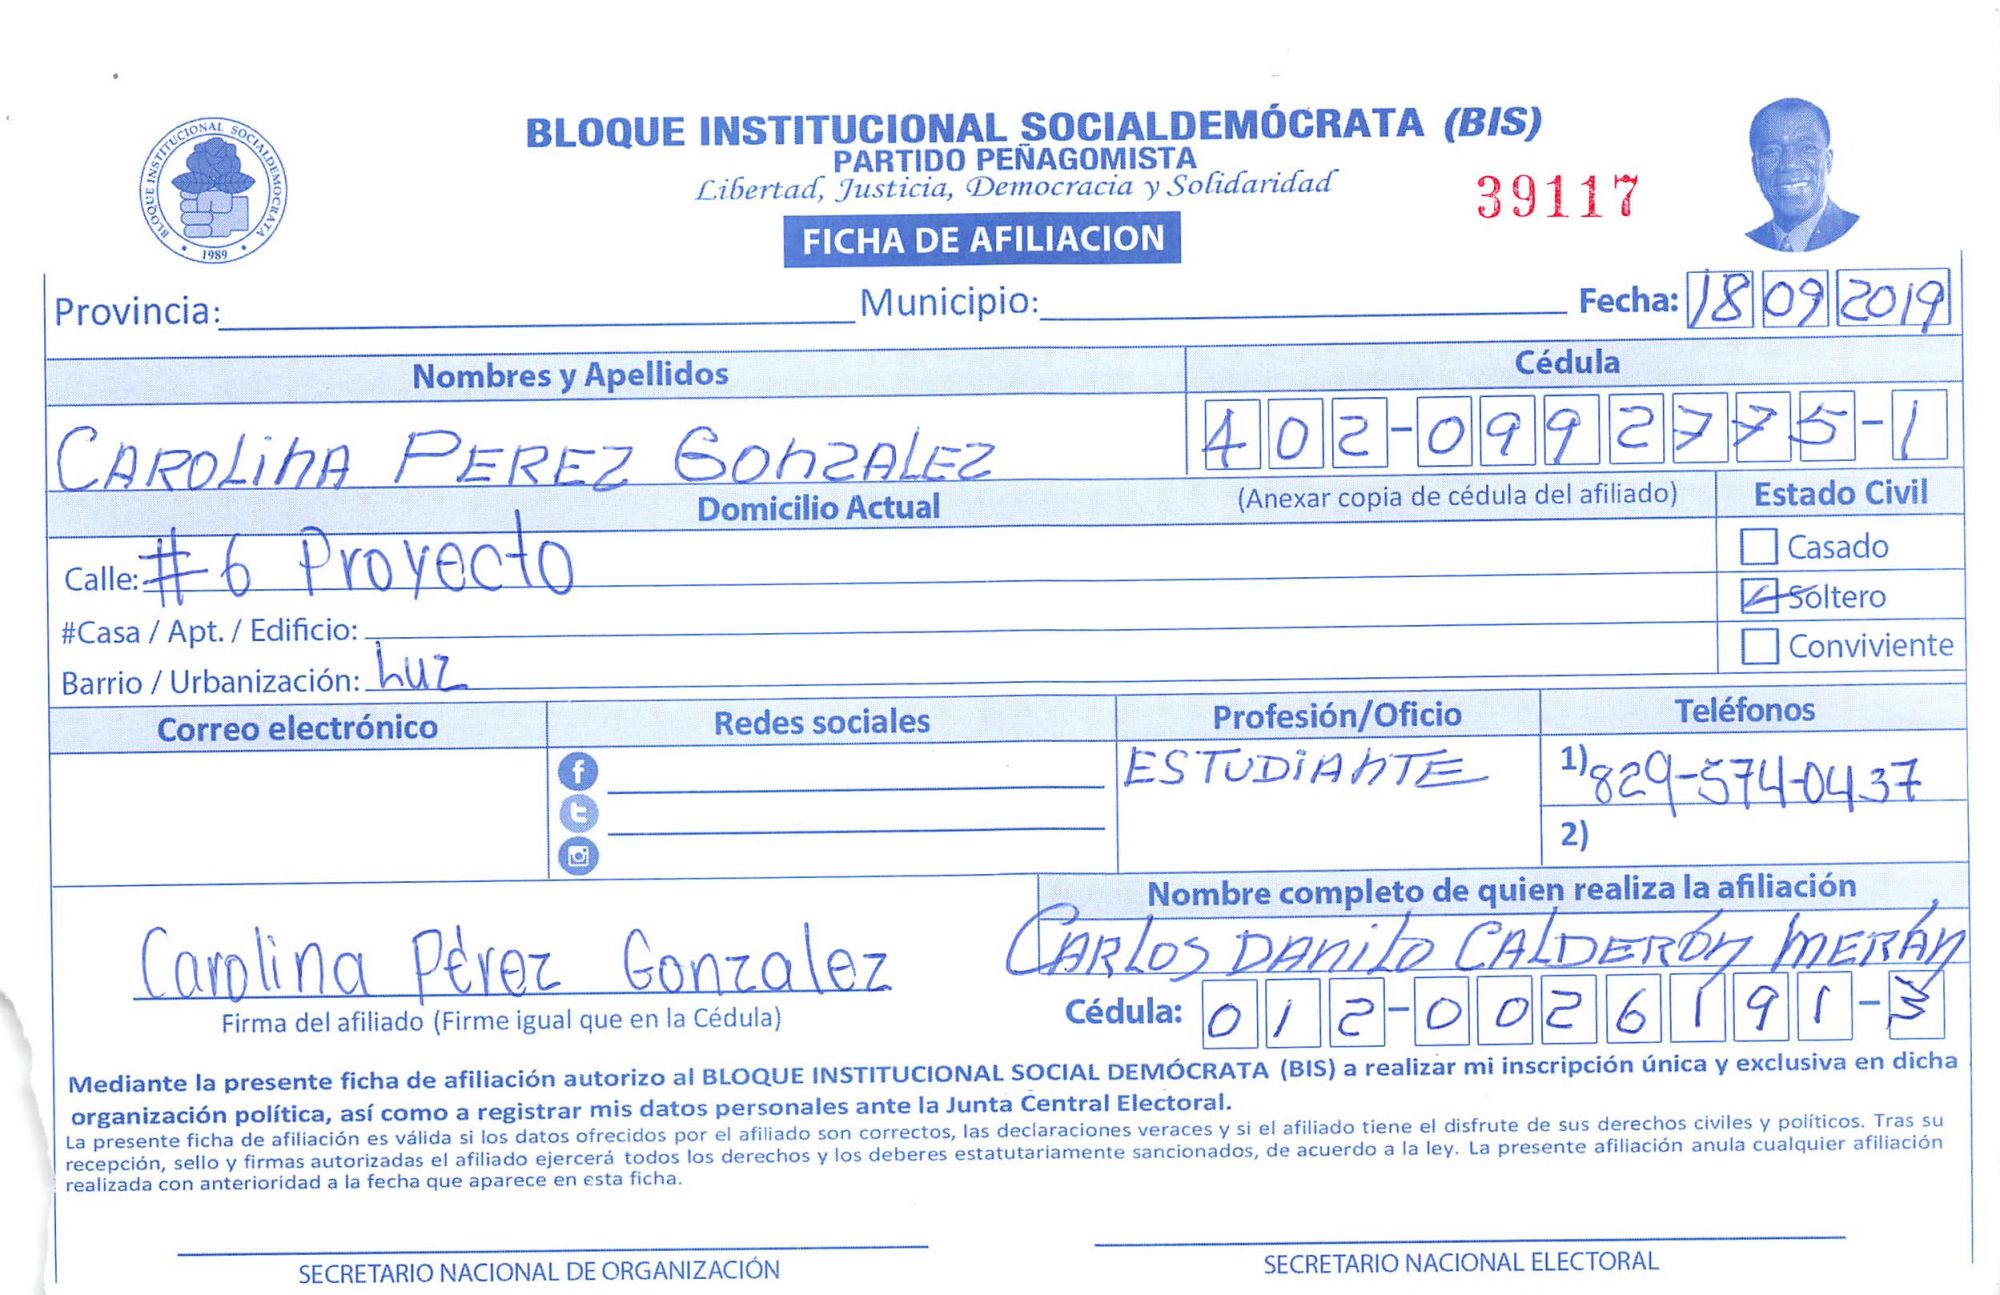 BLOQUE INSTITUCIONAL SOCIALDEMÓCRATA (BIS)
PARTIDO PEÑAGOMISTA
Libertad, Justicia, Democracia y Solidaridad
39117
BLOQUE INSTITUCIONAL SOCIALDEMOCRATA
1989
FICHA DE AFILIACION
Provincia: Municipio: Fecha: 18 09 2019
Nombres y Apellidos Cédula
CAROLINA PEREZ GONZALEZ 402-0992775-1
Domicilio Actual (Anexar copia de cédula del afiliado) Estado Civil
Calle: #6 Proyecto Casado
#Casa / Apt. / Edificio: Soltero
Barrio / Urbanización: Luz Conviviente
Correo electrónico Redes sociales Profesión/Oficio Teléfonos
ESTUDIANTE 1) 829-574-0437
2)
Nombre completo de quien realiza la afiliación
Carolina Pérez Gonzalez CARLOS DANILO CALDERÓN MERÁN
Firma del afiliado (Firme igual que en la Cédula) Cédula: 012-0026191-3
Mediante la presente ficha de afiliación autorizo al BLOQUE INSTITUCIONAL SOCIAL DEMÓCRATA (BIS) a realizar mi inscripción única y exclusiva en dicha
organización política, así como a registrar mis datos personales ante la Junta Central Electoral.
La presente ficha de afiliación es válida si los datos ofrecidos por el afiliado son correctos, las declaraciones veraces y si el afiliado tiene el disfrute de sus derechos civiles y políticos. Tras su
recepción, sello y firmas autorizadas el afiliado ejercerá todos los derechos y los deberes estatutariamente sancionados, de acuerdo a la ley. La presente afiliación anula cualquier afiliación
realizada con anterioridad a la fecha que aparece en esta ficha.
SECRETARIO NACIONAL DE ORGANIZACIÓN SECRETARIO NACIONAL ELECTORAL